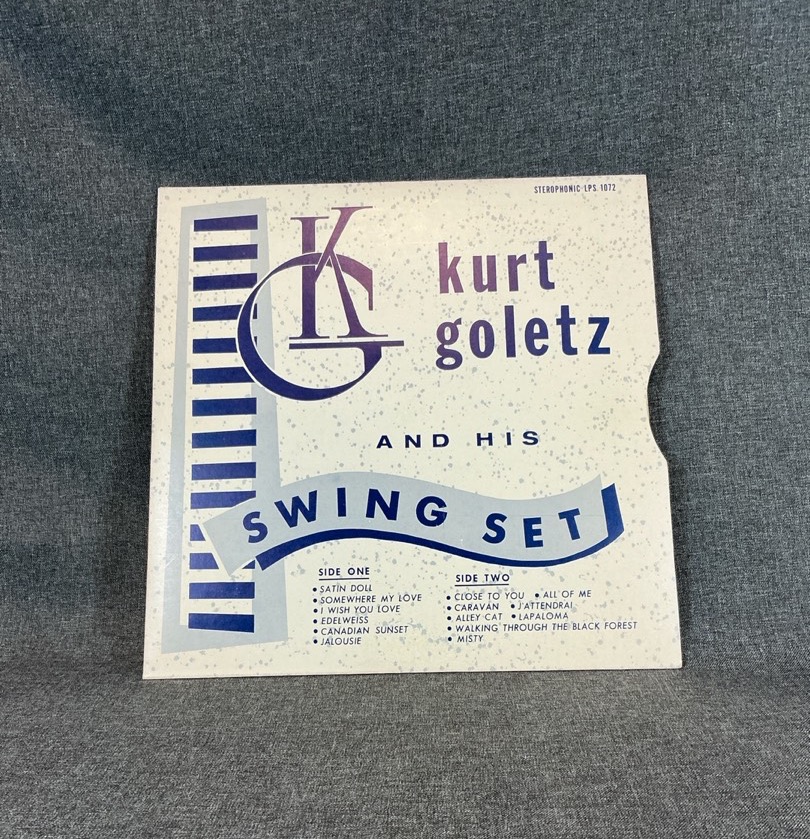 STEROPHONIC LPS 1072
KG
kurt
goletz
AND HIS
SWING SET
SIDE ONE
• SATIN DOLL
• SOMEWHERE MY LOVE
• I WISH YOU LOVE
• EDELWEISS
• CANADIAN SUNSET
• JALOUSIE
SIDE TWO
• CLOSE TO YOU • ALL OF ME
• CARAVAN • J'ATTENDRAI
• ALLEY CAT • LAPALOMA
• WALKING THROUGH THE BLACK FOREST
• MISTY